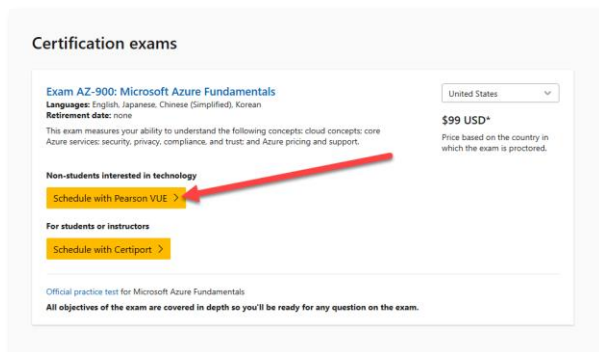 Certification exams
Exam AZ-900: Microsoft Azure Fundamentals
Languages: English, Japanese, Chinese (Simplified), Korean
Retirement date: none
This exam measures your ability to understand the following concepts: cloud concepts; core
Azure services; security, privacy, compliance, and trust; and Azure pricing and support.
United States
$99 USD*
Price based on the country in
which the exam is proctored.
Non-students interested in technology
Schedule with Pearson VUE >
For students or instructors
Schedule with Certiport >
Official practice test for Microsoft Azure Fundamentals
All objectives of the exam are covered in depth so you'll be ready for any question on the exam.